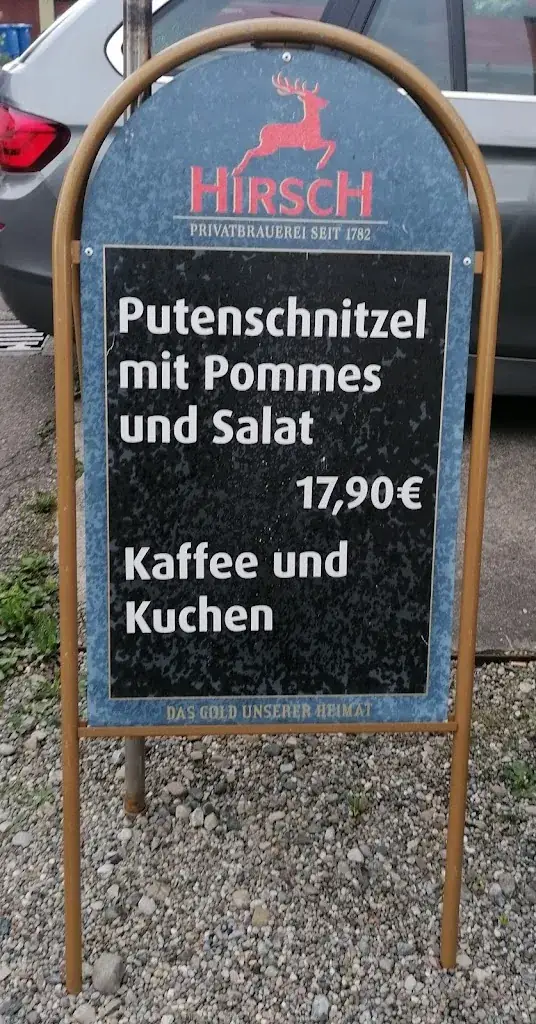 HIRSCH
PRIVATBRAUEREI SEIT 1782
Putenschnitzel
mit Pommes
und Salat
17,90€
Kaffee und
Kuchen
DAS GOLD UNSERER HEIMAT